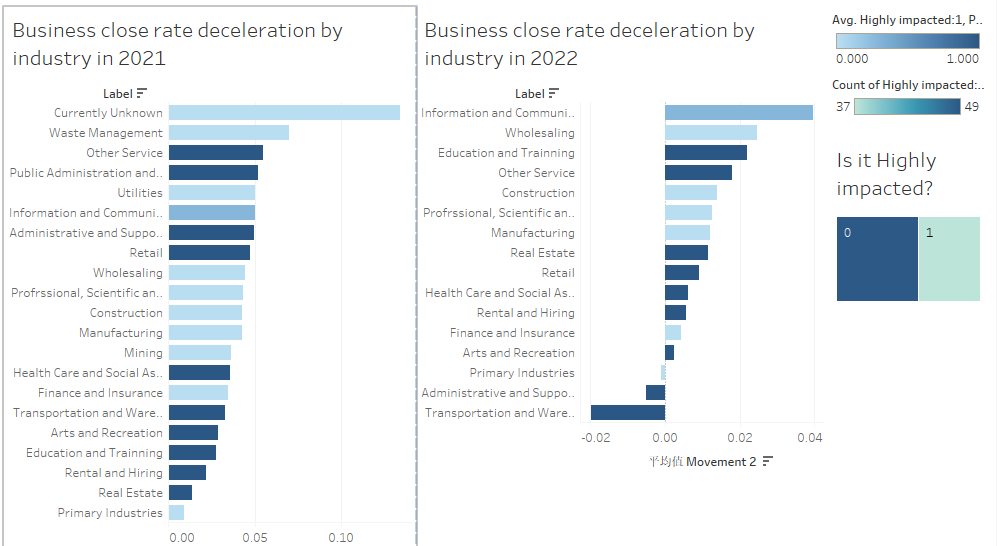 Business close rate deceleration by
industry in 2021
Label
Currently Unknown
Waste Management
Other Service
Public Administration and..
Utilities
Information and Communi..
Administrative and Suppo..
Retail
Wholesaling
Profrssional, Scientific an..
Construction
Manufacturing
Mining
Health Care and Social As..
Finance and Insurance
Transportation and Ware..
Arts and Recreation
Education and Trainning
Rental and Hiring
Real Estate
Primary Industries
0.00 0.05 0.10
Business close rate deceleration by
industry in 2022
Label
Information and Communi..
Wholesaling
Education and Trainning
Other Service
Construction
Profrssional, Scientific an..
Manufacturing
Real Estate
Retail
Health Care and Social As..
Rental and Hiring
Finance and Insurance
Arts and Recreation
Primary Industries
Administrative and Suppo..
Transportation and Ware..
-0.02 0.00 0.02 0.04
平均值 Movement 2
Avg. Highly impacted:1, P..
0.000 1.000
Count of Highly impacted:..
37 49
Is it Highly
impacted?
0 1